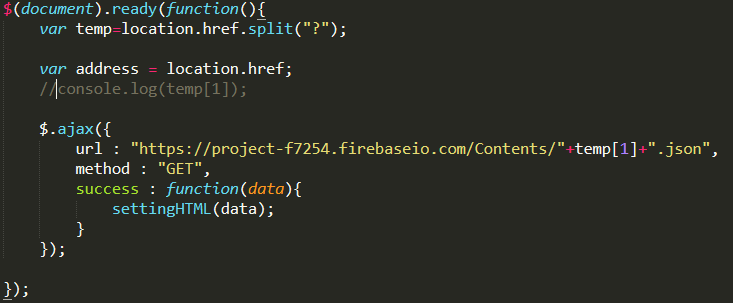 $(document).ready(function(){
var temp=location.href.split("?");
var address = location.href;
//console.log(temp[1]);
$.ajax({
url : "https://project-f7254.firebaseio.com/Contents/"+temp[1]+".json",
method : "GET",
success : function(data){
settingHTML(data);
}
});
});